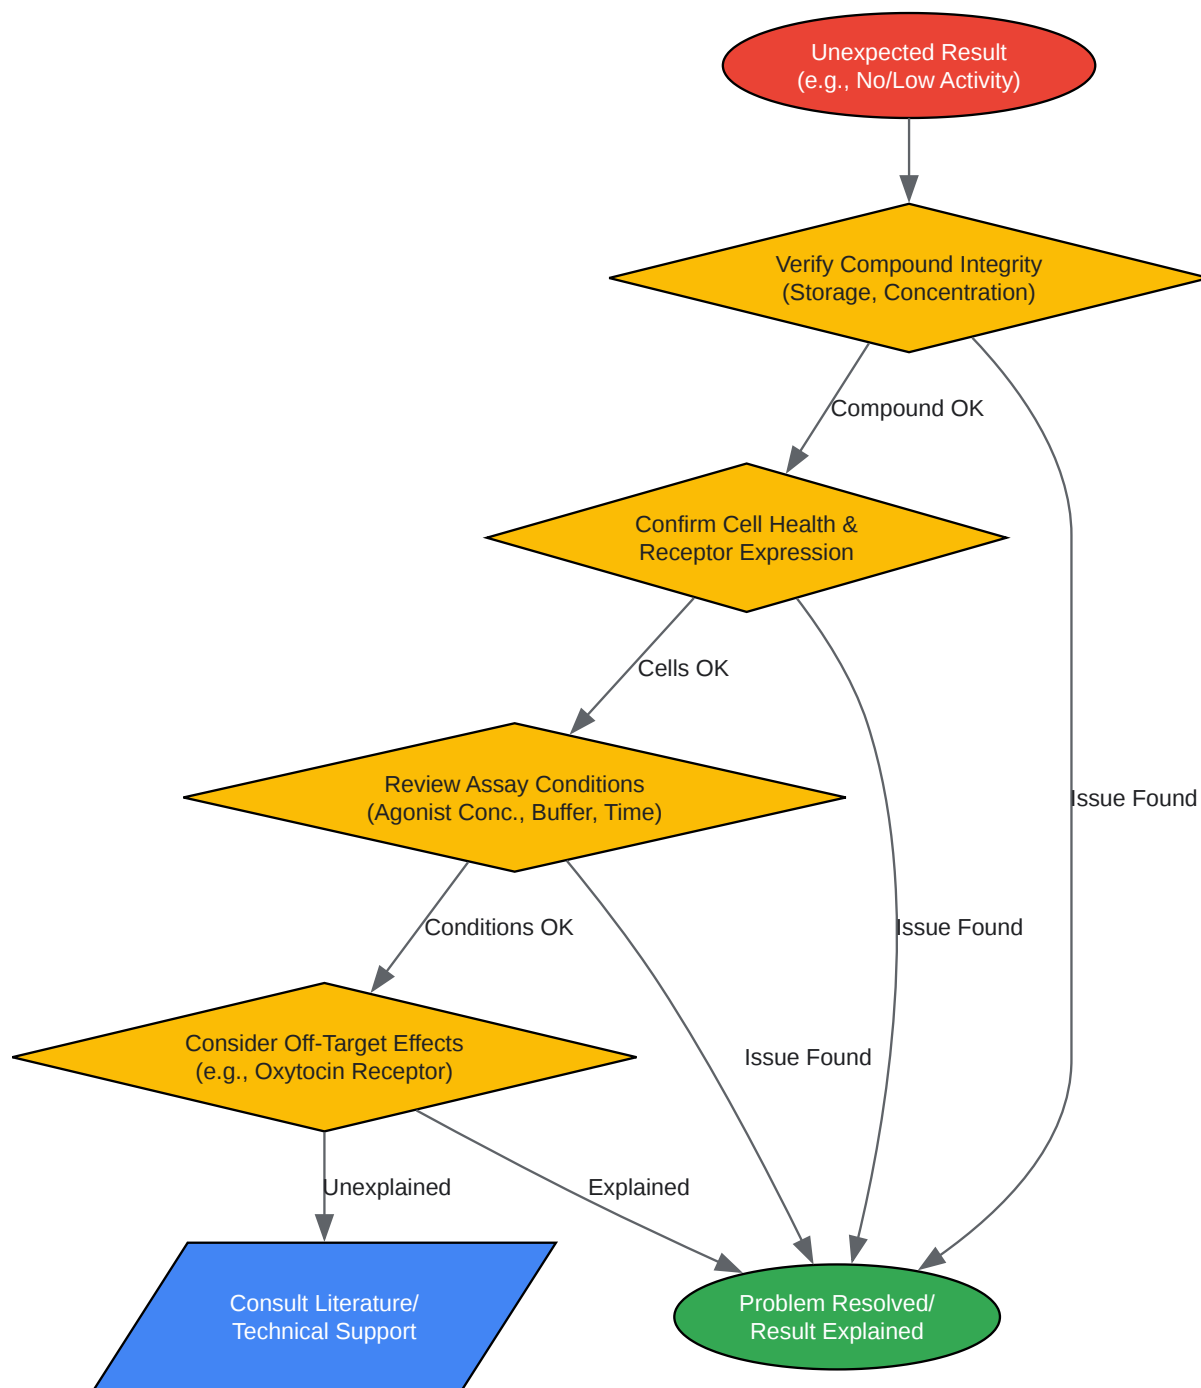 Unexpected Result
(e.g., No/Low Activity)
Verify Compound Integrity
(Storage, Concentration)
Compound OK
Confirm Cell Health &
Receptor Expression
Cells OK
Review Assay Conditions
(Agonist Conc., Buffer, Time)
Issue Found
Conditions OK
Issue Found
Consider Off-Target Effects
(e.g., Oxytocin Receptor)
Issue Found
Unexplained
Explained
Consult Literature/
Technical Support
Problem Resolved/
Result Explained